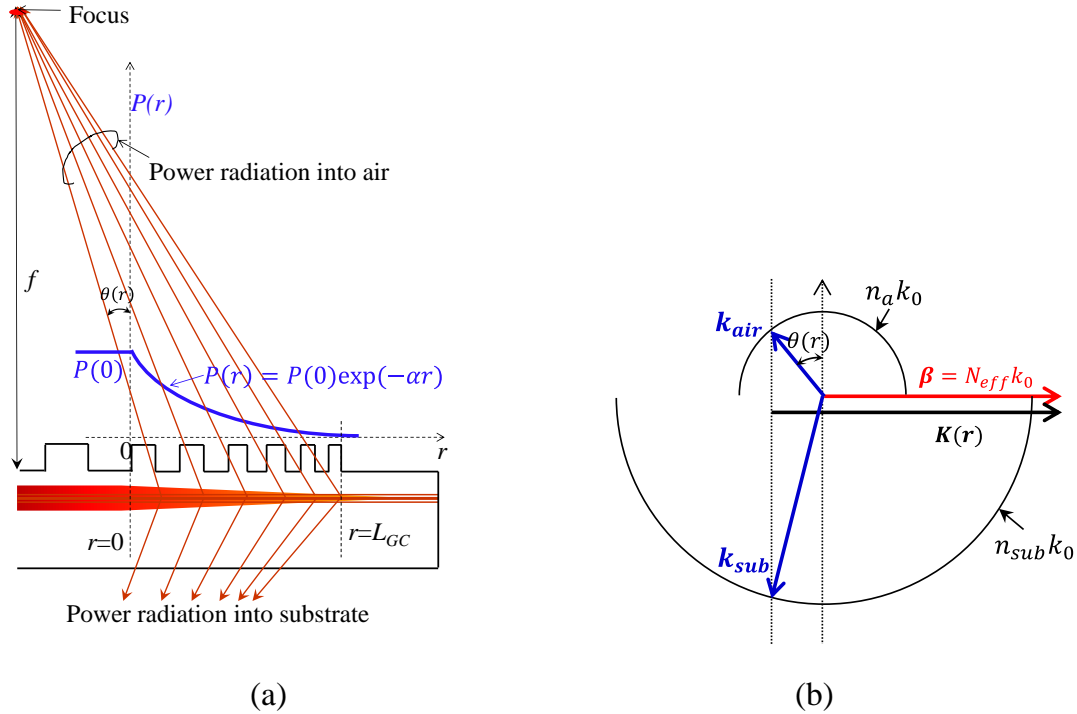 Focus
P(r)
Power radiation into air
f
θ(r)
P(0)
P(r) = P(0)exp(−αr)
0
r
r=0
r=L_GC
Power radiation into substrate
(a)
n_a k_0
k_air
θ(r)
β = N_eff k_0
K(r)
k_sub
n_sub k_0
(b)